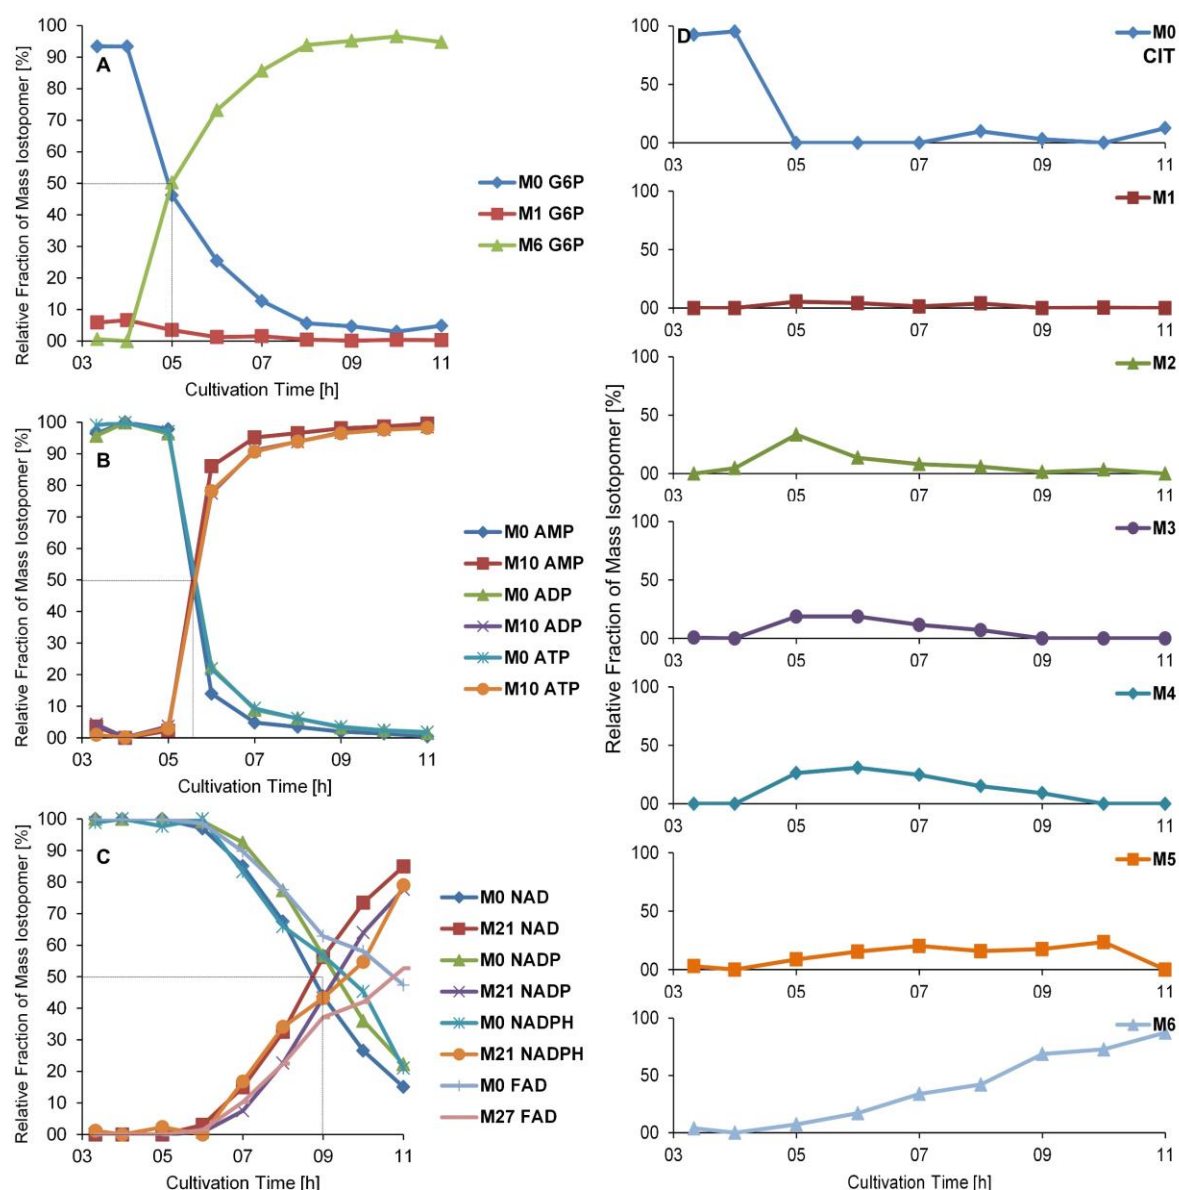 Relative Fraction of Mass Iostopomer [%]
100
90
80
70
60
50
40
30
20
10
00
A
M0 G6P
M1 G6P
M6 G6P
03 05 07 09 11
Cultivation Time [h]
Relative Fraction of Mass Isotopomer [%]
100
90
80
70
60
50
40
30
20
10
00
B
M0 AMP
M10 AMP
M0 ADP
M10 ADP
M0 ATP
M10 ATP
03 05 07 09 11
Cultivation Time [h]
Relative Fraction of Mass Isotopomer [%]
100
90
80
70
60
50
40
30
20
10
00
C
M0 NAD
M21 NAD
M0 NADP
M21 NADP
M0 NADPH
M21 NADPH
M0 FAD
M27 FAD
03 05 07 09 11
Cultivation Time [h]
Relative Fraction of Mass Isotopomer [%]
100
50
00
D
M0
CIT
03 05 07 09 11
100
50
00
M1
03 05 07 09 11
100
50
00
M2
03 05 07 09 11
100
50
00
M3
03 05 07 09 11
100
50
00
M4
03 05 07 09 11
100
50
00
M5
03 05 07 09 11
100
50
00
M6
03 05 07 09 11
Cultivation Time [h]